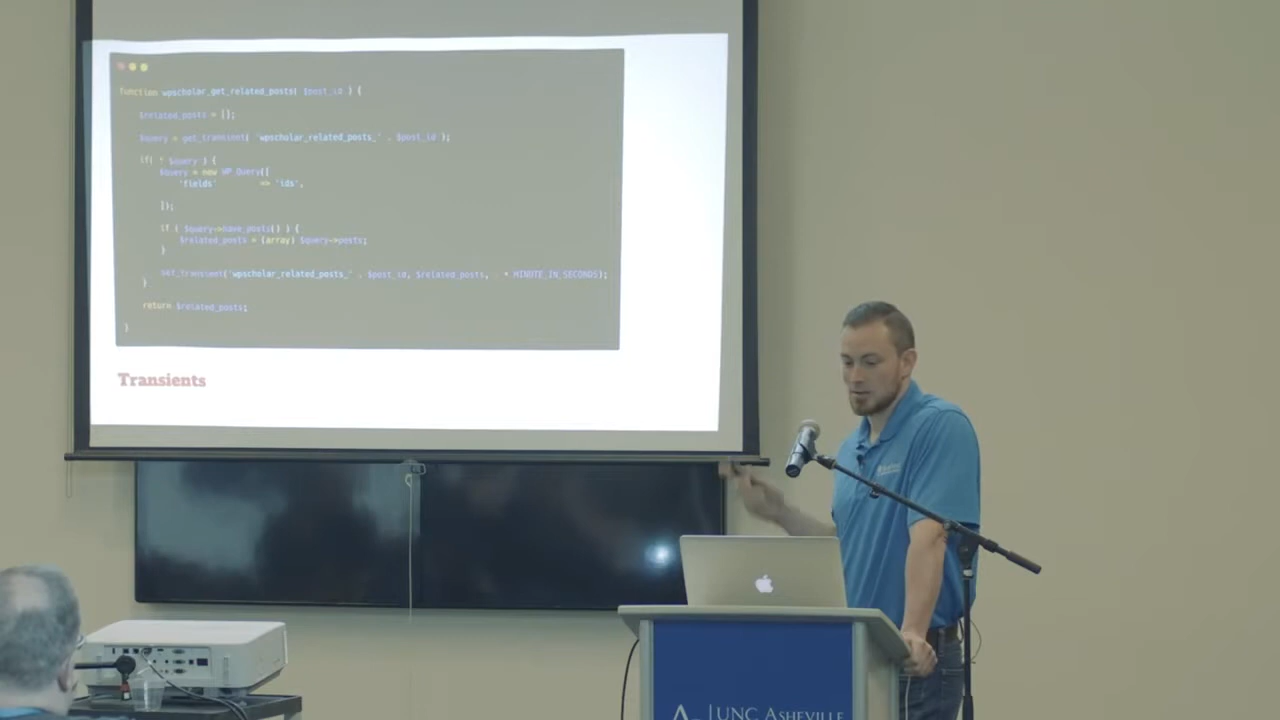 function wpscholar_get_related_posts( $post_id ) {
$related_posts = [];
$query = get_transient( 'wpscholar_related_posts_' . $post_id );
if( ! $query ) {
$query = new WP_Query([
'fields' => 'ids',
]);
if ( $query->have_posts() ) {
$related_posts = (array) $query->posts;
}
set_transient('wpscholar_related_posts_' . $post_id, $related_posts, * MINUTE_IN_SECONDS);
}
return $related_posts;
}
Transients
UNC ASHEVILLE